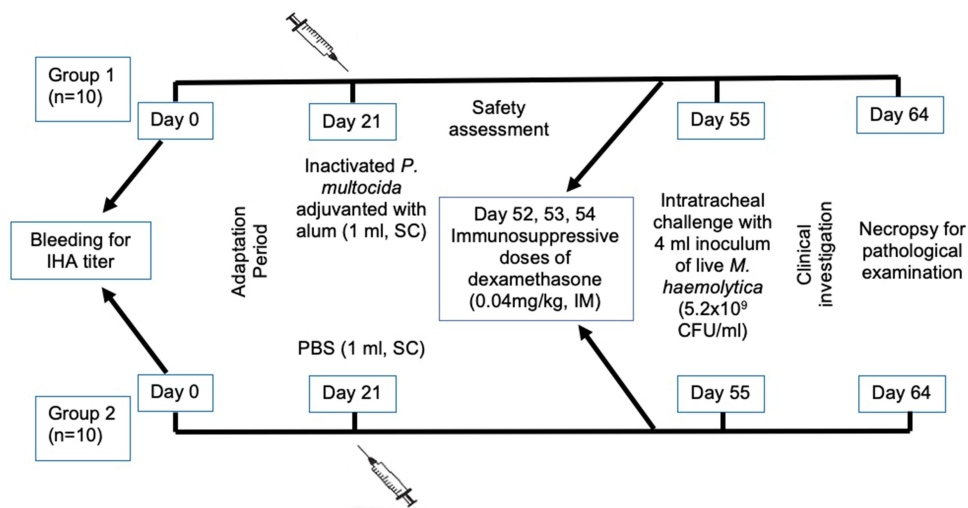 Group 1
(n=10)
Day 0
Day 21
Safety
assessment
Day 55
Day 64
Bleeding for
IHA titer
Adaptation
Period
Inactivated P.
multocida
adjuvanted with
alum (1 ml, SC)
Day 52, 53, 54
Immunosuppressive
doses of
dexamethasone
(0.04mg/kg, IM)
Intratracheal
challenge with
4 ml inoculum
of live M.
haemolytica
(5.2x10⁹
CFU/ml)
Clinical
investigation
Necropsy for
pathological
examination
PBS (1 ml, SC)
Group 2
(n=10)
Day 0
Day 21
Day 55
Day 64